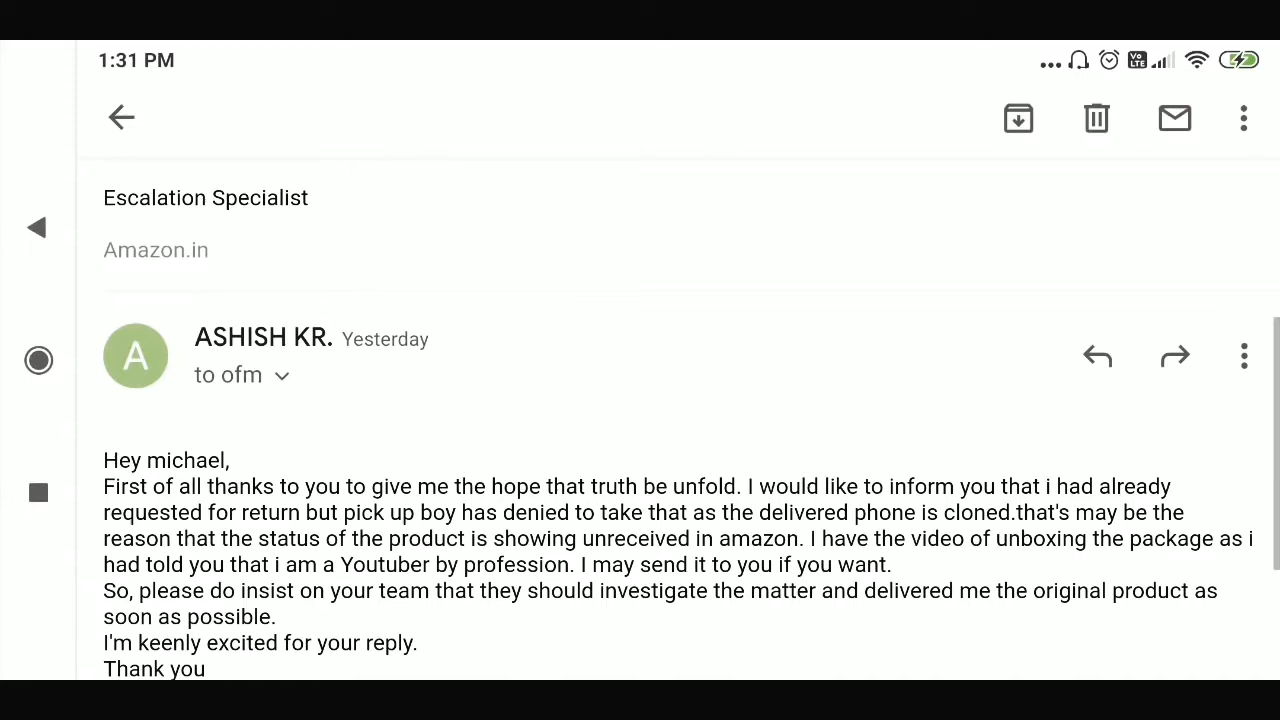 1:31 PM
Vo LTE
Escalation Specialist
Amazon.in
A
ASHISH KR. Yesterday
to ofm
Hey michael,
First of all thanks to you to give me the hope that truth be unfold. I would like to inform you that i had already
requested for return but pick up boy has denied to take that as the delivered phone is cloned.that's may be the
reason that the status of the product is showing unreceived in amazon. I have the video of unboxing the package as i
had told you that i am a Youtuber by profession. I may send it to you if you want.
So, please do insist on your team that they should investigate the matter and delivered me the original product as
soon as possible.
I'm keenly excited for your reply.
Thank you